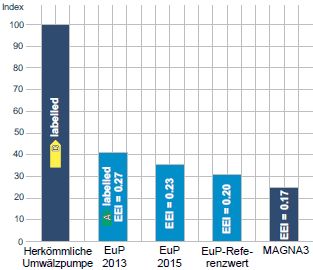 Index
100
90
80
70
60
50
40
30
20
10
0
D labelled
A labelled
EEI = 0.27
EEI = 0.23
EEI = 0.20
EEI = 0.17
Herkömmliche
Umwälzpumpe
EuP
2013
EuP
2015
EuP-Refe-
renzwert
MAGNA3